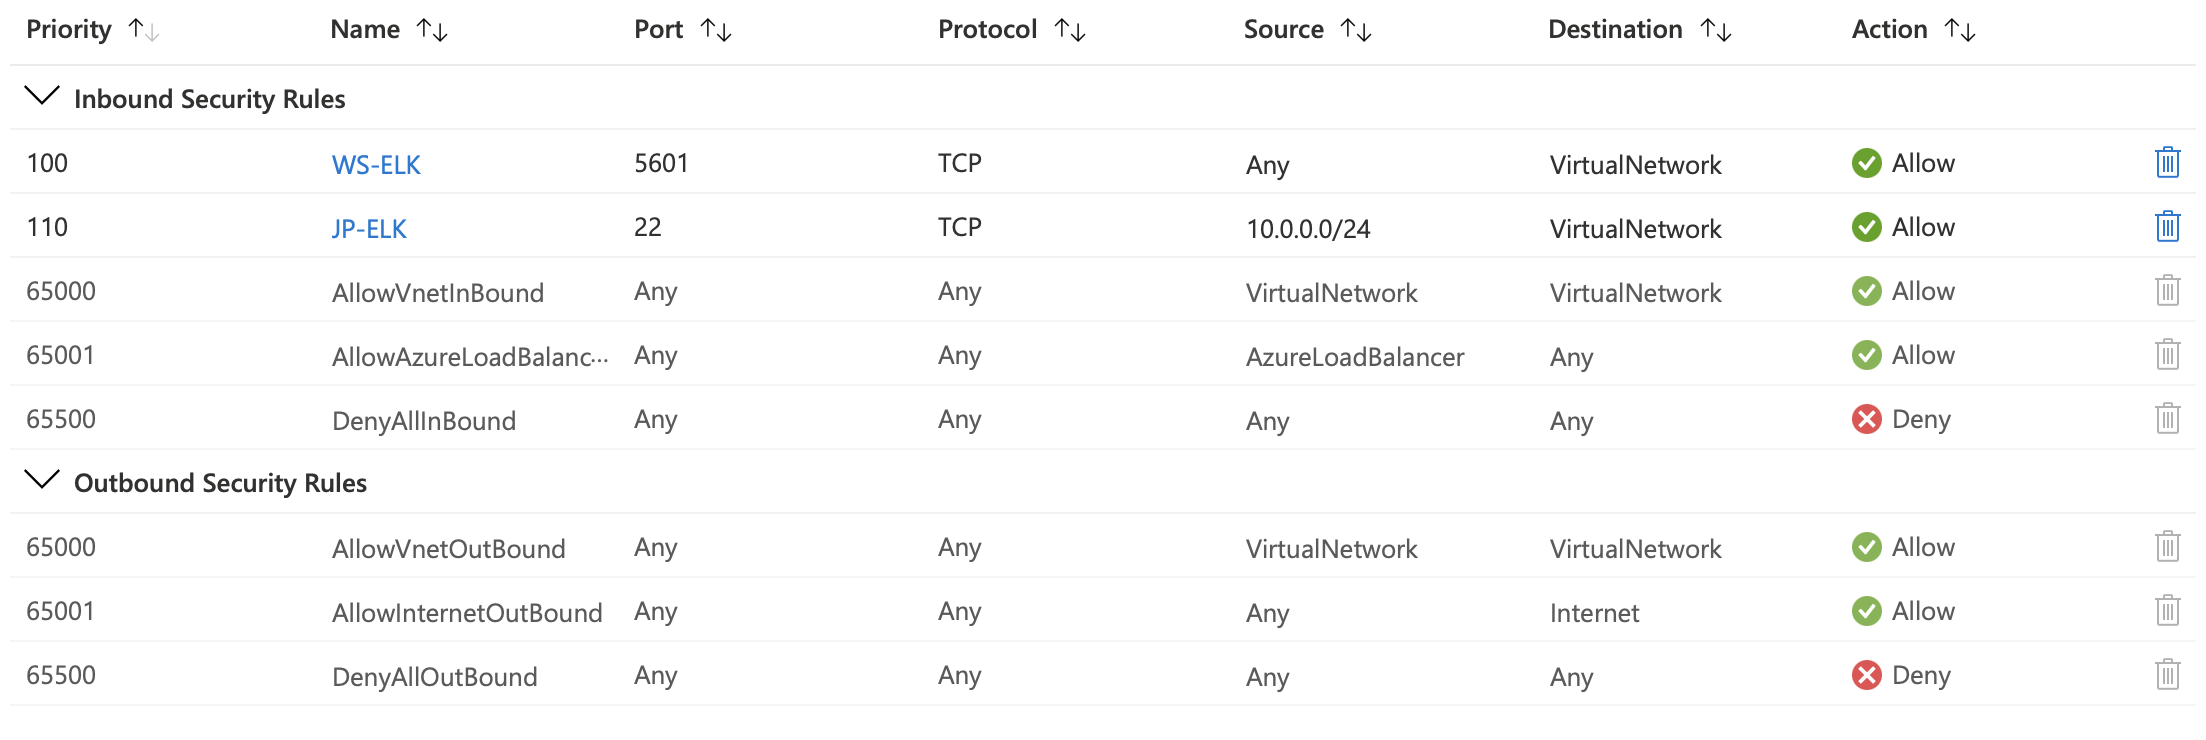 Priority Name Port Protocol Source Destination Action
Inbound Security Rules
100 WS-ELK 5601 TCP Any VirtualNetwork Allow
110 JP-ELK 22 TCP 10.0.0.0/24 VirtualNetwork Allow
65000 AllowVnetInBound Any Any VirtualNetwork VirtualNetwork Allow
65001 AllowAzureLoadBalanc··· Any Any AzureLoadBalancer Any Allow
65500 DenyAllInBound Any Any Any Any Deny
Outbound Security Rules
65000 AllowVnetOutBound Any Any VirtualNetwork VirtualNetwork Allow
65001 AllowInternetOutBound Any Any Any Internet Allow
65500 DenyAllOutBound Any Any Any Any Deny